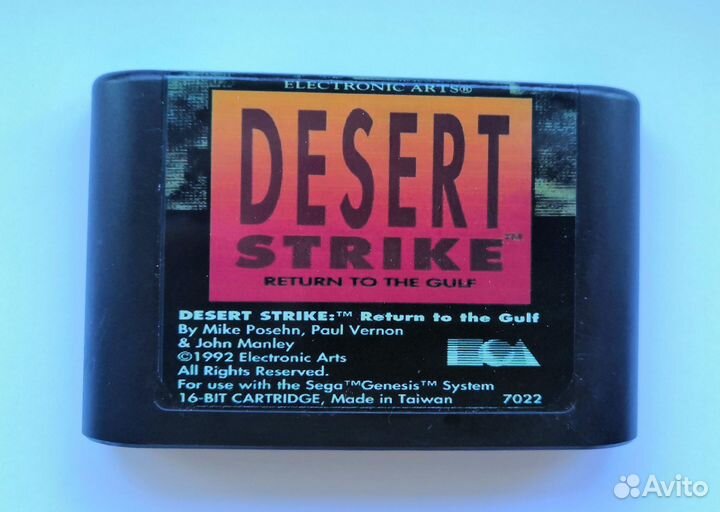 ELECTRONIC ARTS®
DESERT
STRIKE™
RETURN TO THE GULF
DESERT STRIKE:™ Return to the Gulf
By Mike Posehn, Paul Vernon
& John Manley
©1992 Electronic Arts
All Rights Reserved.
For use with the Sega™Genesis™ System
16-BIT CARTRIDGE, Made in Taiwan 7022
EOA
Avito